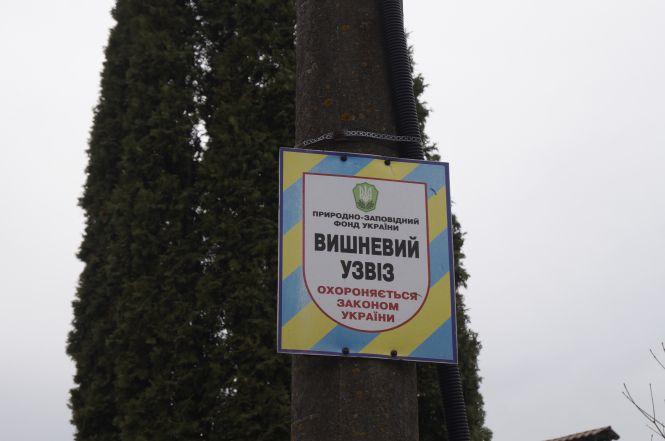 ПРИРОДНО-ЗАПОВІДНИЙ
ФОНД УКРАЇНИ
ВИШНЕВИЙ
УЗВІЗ
ОХОРОНЯЄТЬСЯ
ЗАКОНОМ
УКРАЇНИ